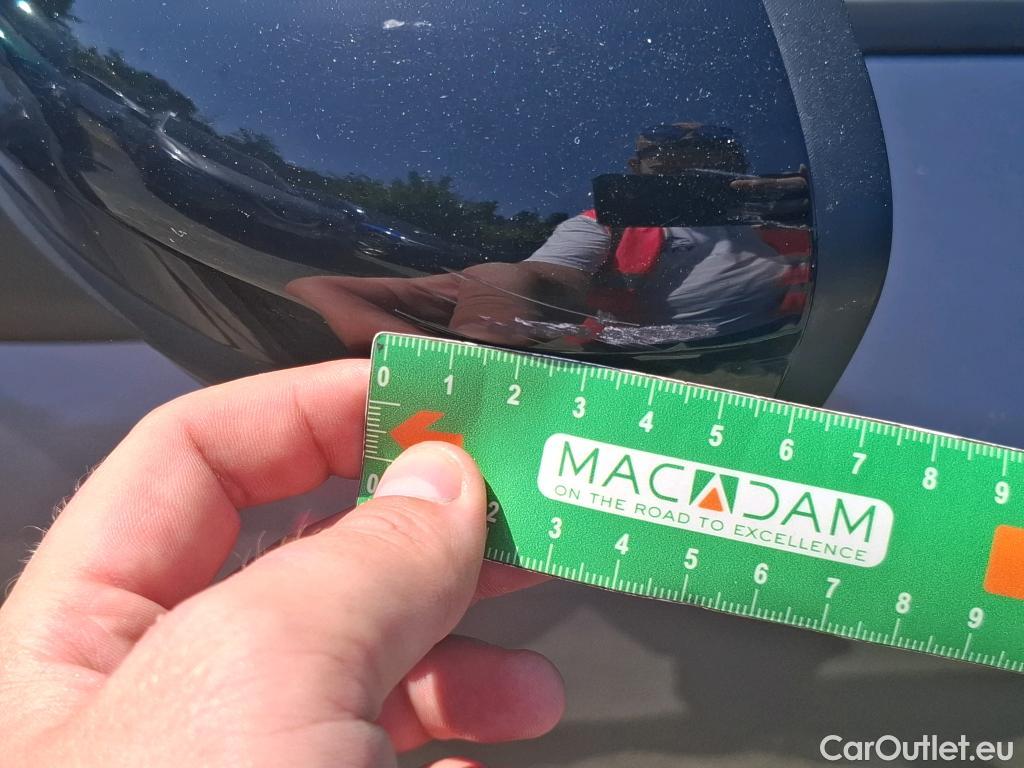 0 1 2 3 4 5 6 7 8 9
0
MACADAM
ON THE ROAD TO EXCELLENCE
2 3 4 5 6 7 8 9
CarOutlet.eu